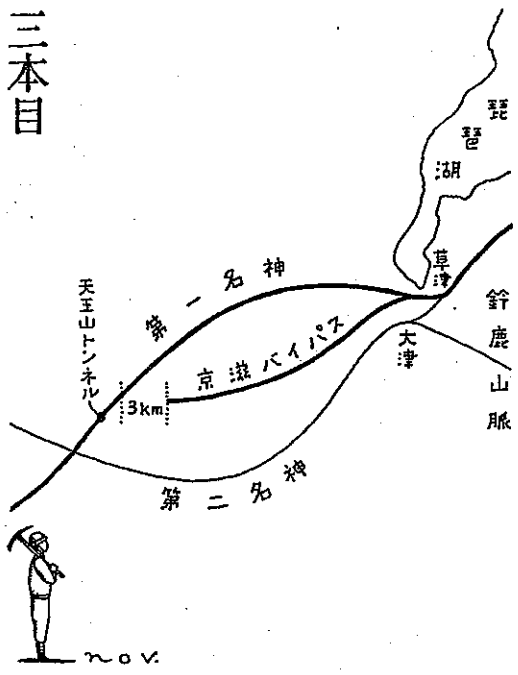 三本目
琵琶湖
草津
鈴鹿山脈
大津
第一名神
天王山トンネル
京滋バイパス
3km
第二名神
nov.